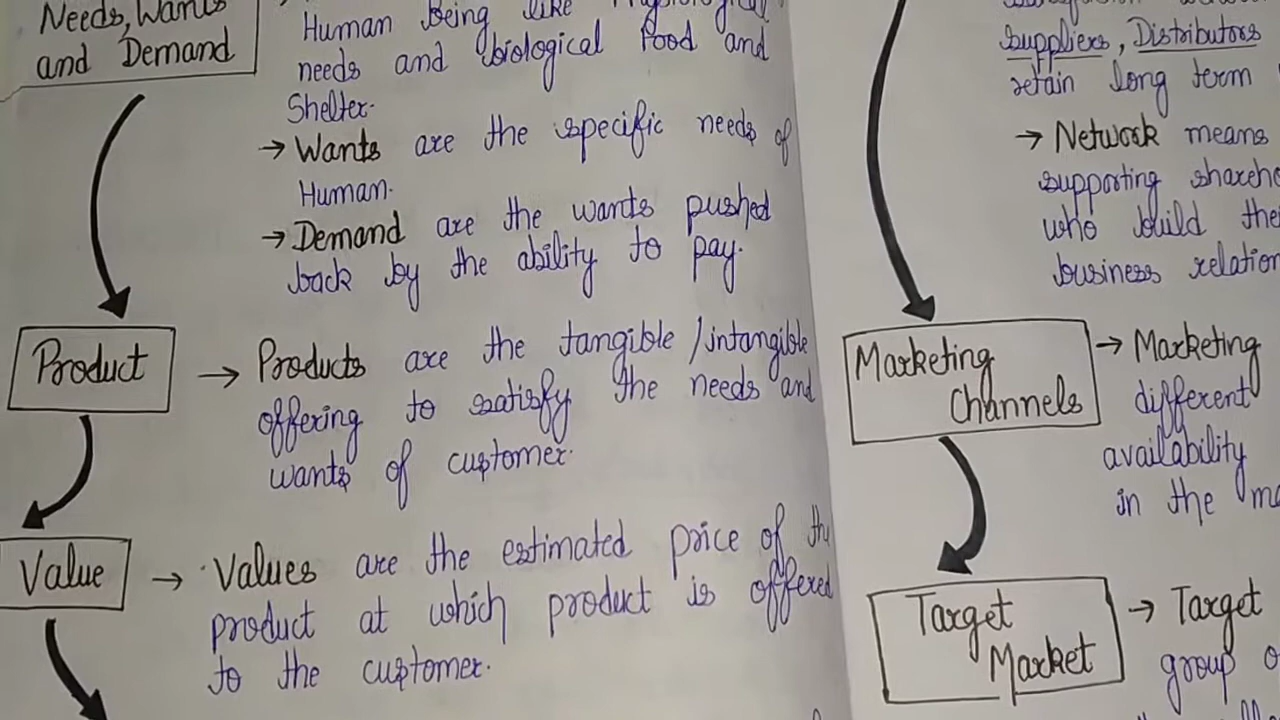 Needs, Wants
and Demand
Human Being like Physiological
needs and biological Food and
Shelter.
→ Wants are the specific needs of
Human.
→ Demand are the wants pushed
back by the ability to pay.
Product
→ Products are the tangible / intangible
offering to satisfy the needs and
wants of customer.
Value
→ Values are the estimated price of the
product at which product is offered
to the customer.
suppliers, Distributors
retain long term
→ Network means
supporting
who build
business
Marketing
Channels
→ Marketing
different
availability
in the
Target
Market
→ Target
group